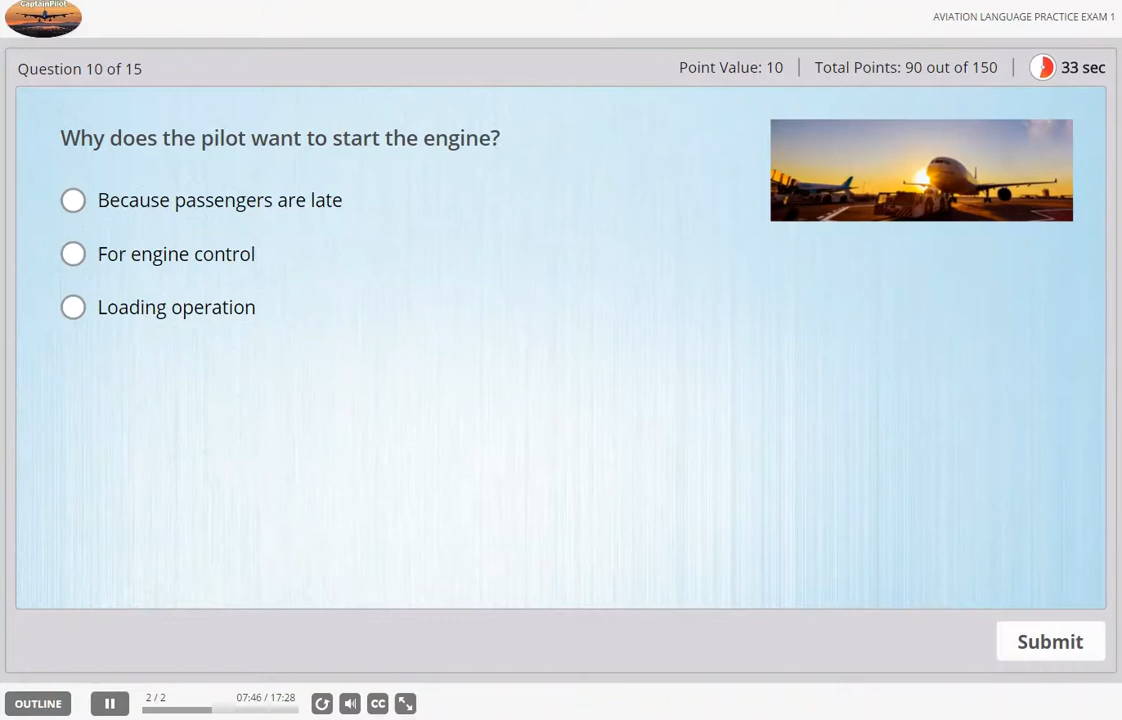 CaptainPilot
AVIATION LANGUAGE PRACTICE EXAM 1
Question 10 of 15
Point Value: 10 | Total Points: 90 out of 150 | 33 sec
Why does the pilot want to start the engine?
Because passengers are late
For engine control
Loading operation
Submit
OUTLINE
2 / 2
07:46 / 17:28
CC